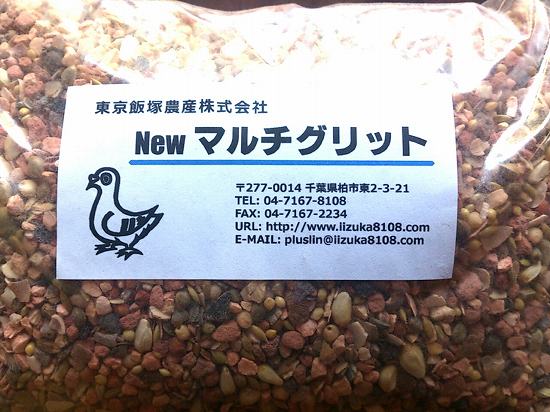 東京飯塚農産株式会社
New マルチグリット
〒277-0014 千葉県柏市東2-3-21
TEL: 04-7167-8108
FAX: 04-7167-2234
URL: http://www.iizuka8108.com
E-MAIL: pluslin@iizuka8108.com